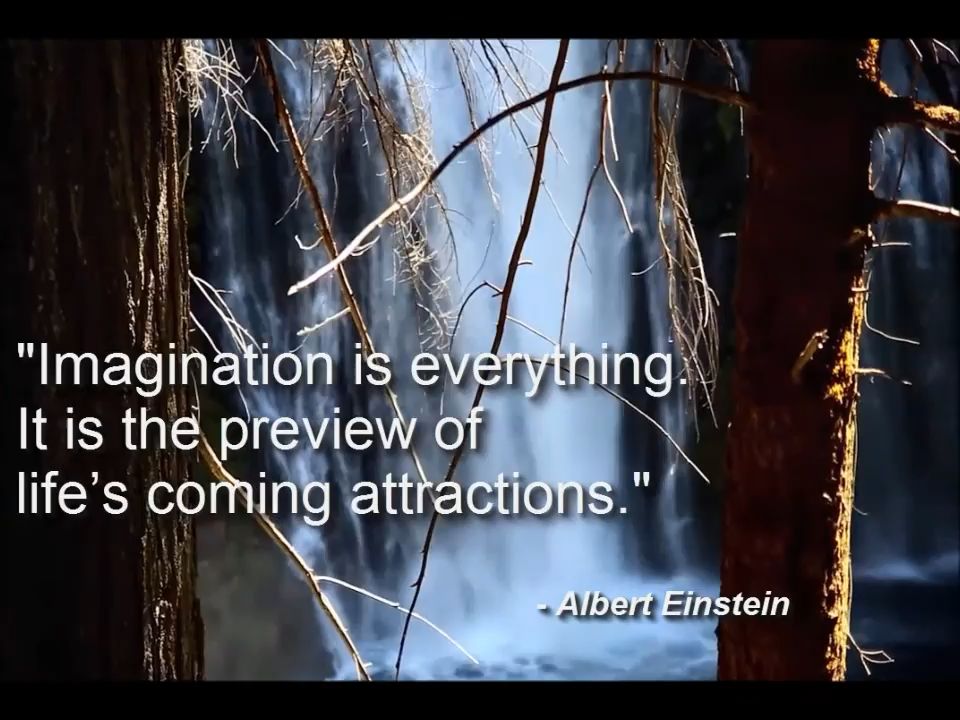 "Imagination is everything.
It is the preview of
life’s coming attractions."
- Albert Einstein